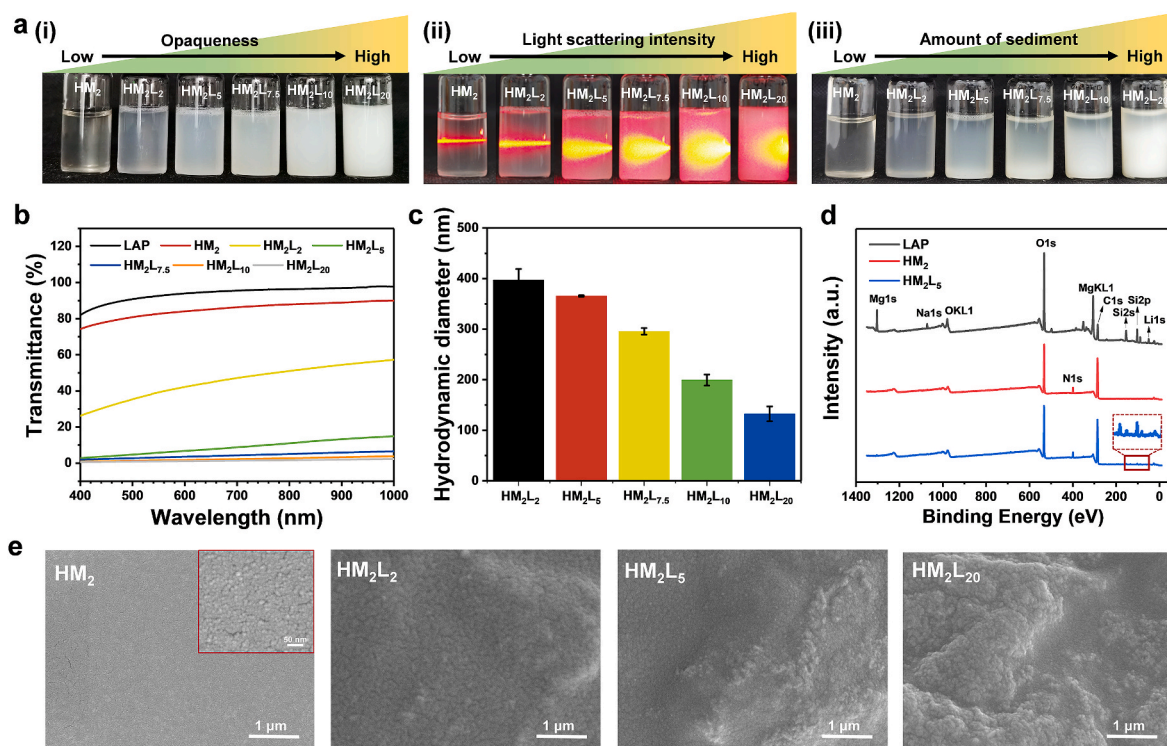 a
(i)
Opaqueness
Low
High
HM₂
HM₂L₂
HM₂L₅
HM₂L₇.₅
HM₂L₁₀
HM₂L₂₀
(ii)
Light scattering intensity
Low
High
HM₂
HM₂L₂
HM₂L₅
HM₂L₇.₅
HM₂L₁₀
HM₂L₂₀
(iii)
Amount of sediment
Low
High
HM₂
HM₂L₂
HM₂L₅
HM₂L₇.₅
HM₂L₁₀
HM₂L₂
b
Transmittance (%)
120
100
80
60
40
20
0
LAP HM₂ HM₂L₂ HM₂L₅
HM₂L₇.₅ HM₂L₁₀ HM₂L₂₀
400 500 600 700 800 900 1000
Wavelength (nm)
c
Hydrodynamic diameter (nm)
500
400
300
200
100
0
HM₂L₂ HM₂L₅ HM₂L₇.₅ HM₂L₁₀ HM₂L₂₀
d
Intensity (a.u.)
LAP
HM₂
HM₂L₅
Mg1s
Na1s
OKL1
O1s
MgKL1
C1s
Si2s
Si2p
Li1s
N1s
1400 1200 1000 800 600 400 200 0
Binding Energy (eV)
e
HM₂
50 nm
1 μm
HM₂L₂
1 μm
HM₂L₅
1 μm
HM₂L₂₀
1 μm